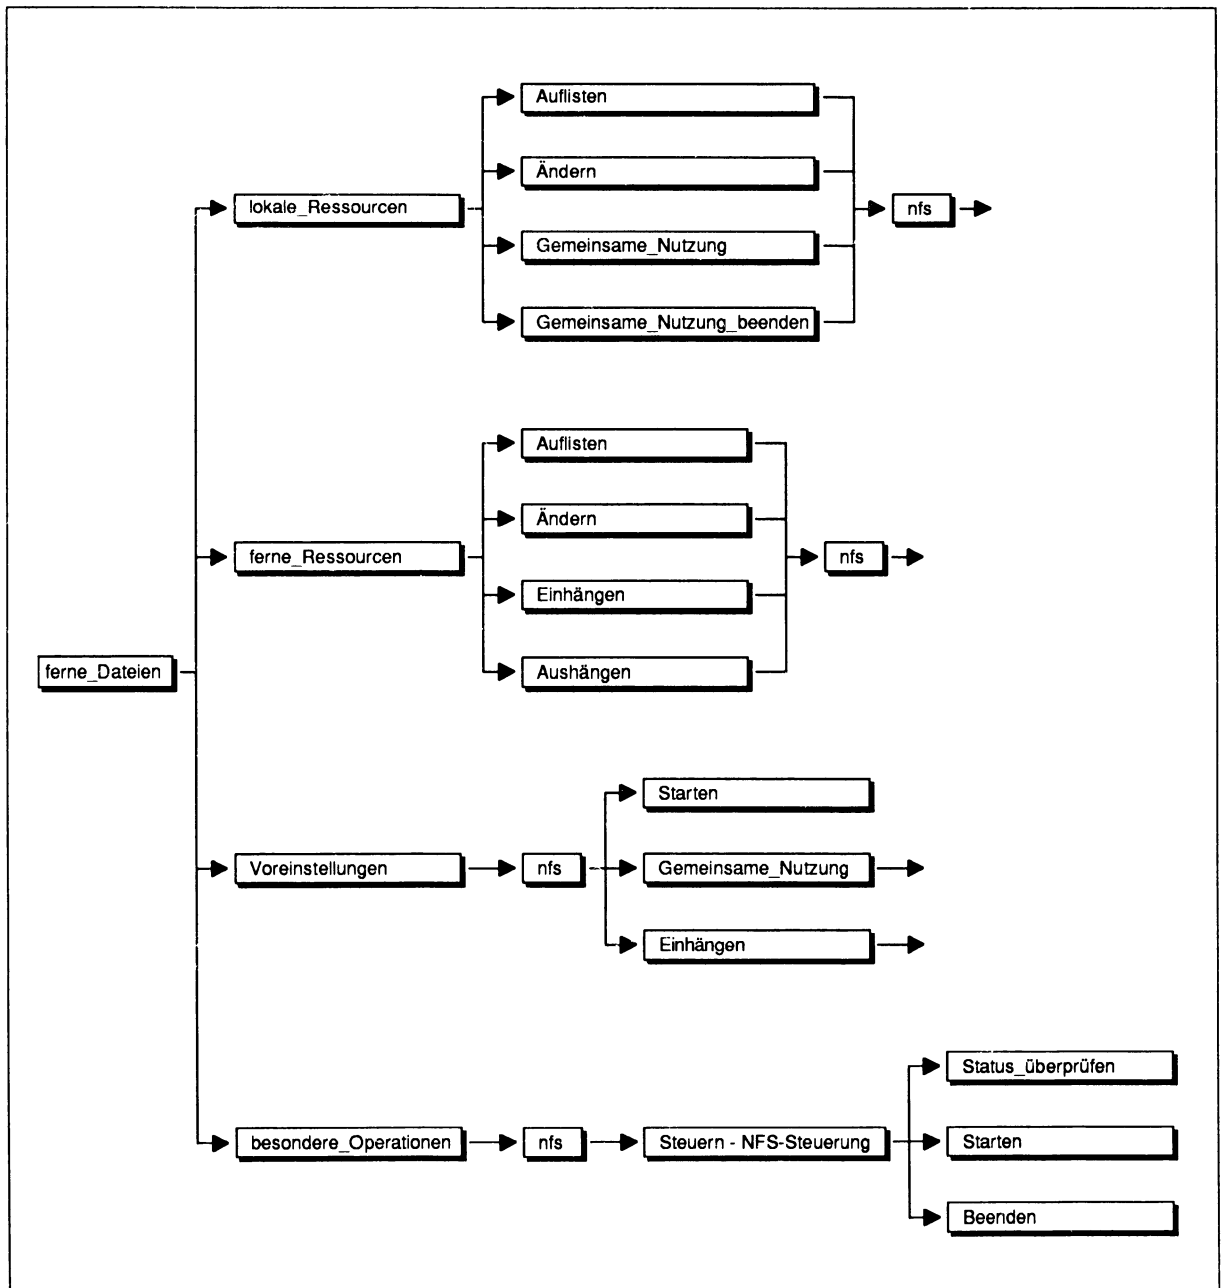 Auflisten
Ändern
lokale_Ressourcen
nfs
Gemeinsame_Nutzung
Gemeinsame_Nutzung_beenden
Auflisten
Ändern
ferne_Ressourcen
nfs
Einhängen
ferne_Dateien
Aushängen
Starten
Voreinstellungen
nfs
Gemeinsame_Nutzung
Einhängen
Status_überprüfen
besondere_Operationen
nfs
Steuern - NFS-Steuerung
Starten
Beenden